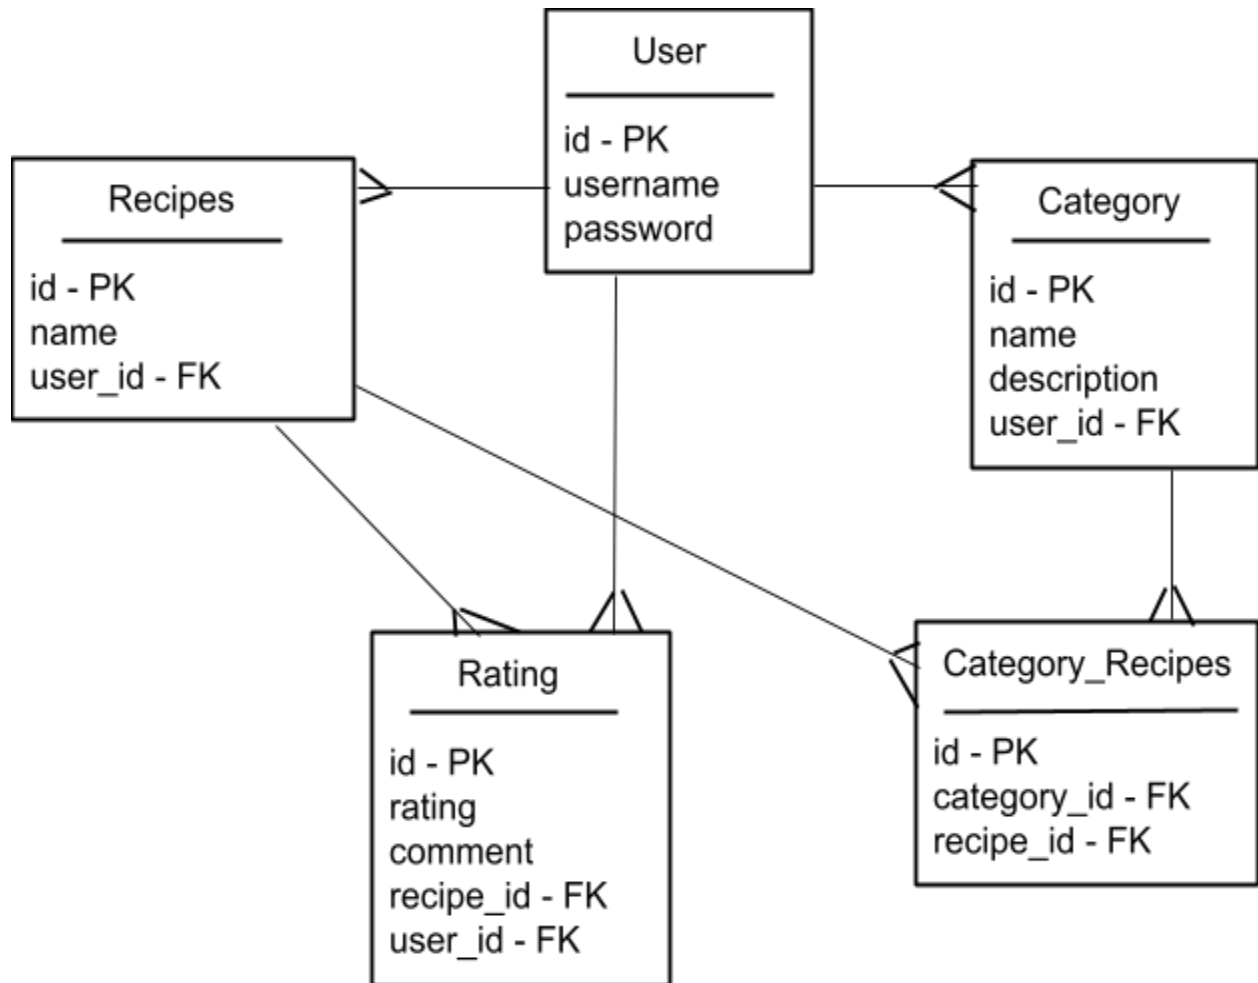 User
id - PK
username
password
Recipes
id - PK
name
user_id - FK
Category
id - PK
name
description
user_id - FK
Rating
id - PK
rating
comment
recipe_id - FK
user_id - FK
Category_Recipes
id - PK
category_id - FK
recipe_id - FK